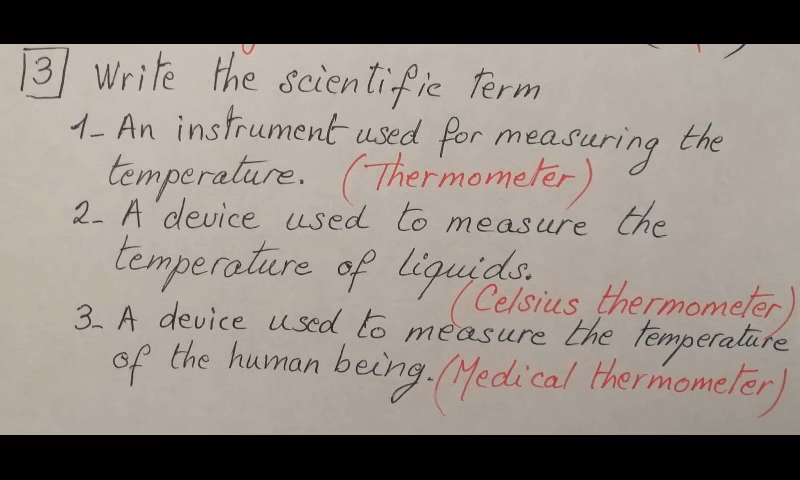 3 Write the scientific term
1- An instrument used for measuring the
temperature. (Thermometer)
2- A device used to measure the
temperature of liquids.
(Celsius thermometer)
3- A device used to measure the temperature
of the human being. (Medical thermometer)